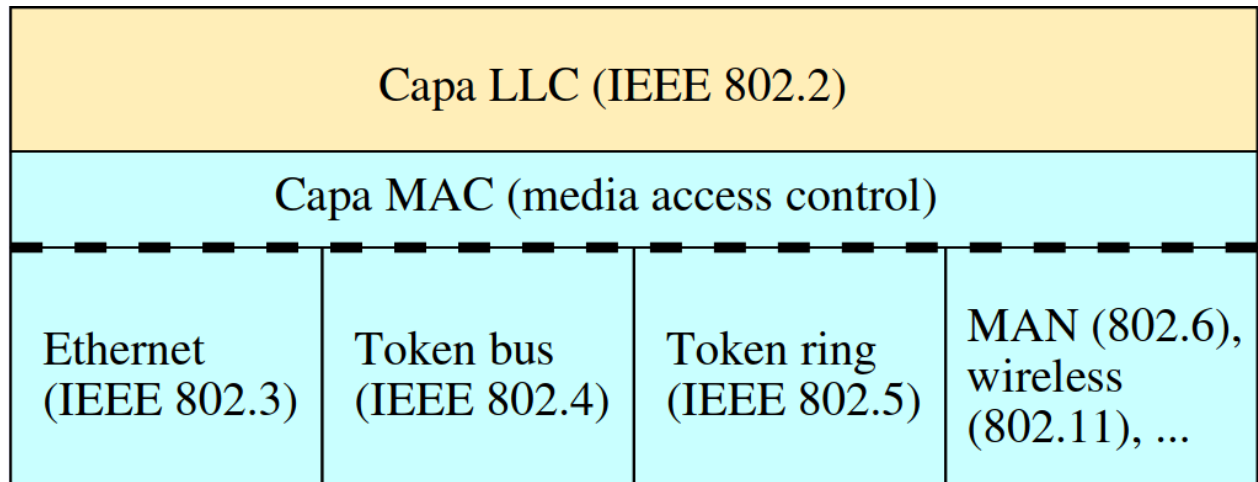 Capa LLC (IEEE 802.2)
Capa MAC (media access control)
Ethernet
(IEEE 802.3)
Token bus
(IEEE 802.4)
Token ring
(IEEE 802.5)
MAN (802.6),
wireless
(802.11), ...